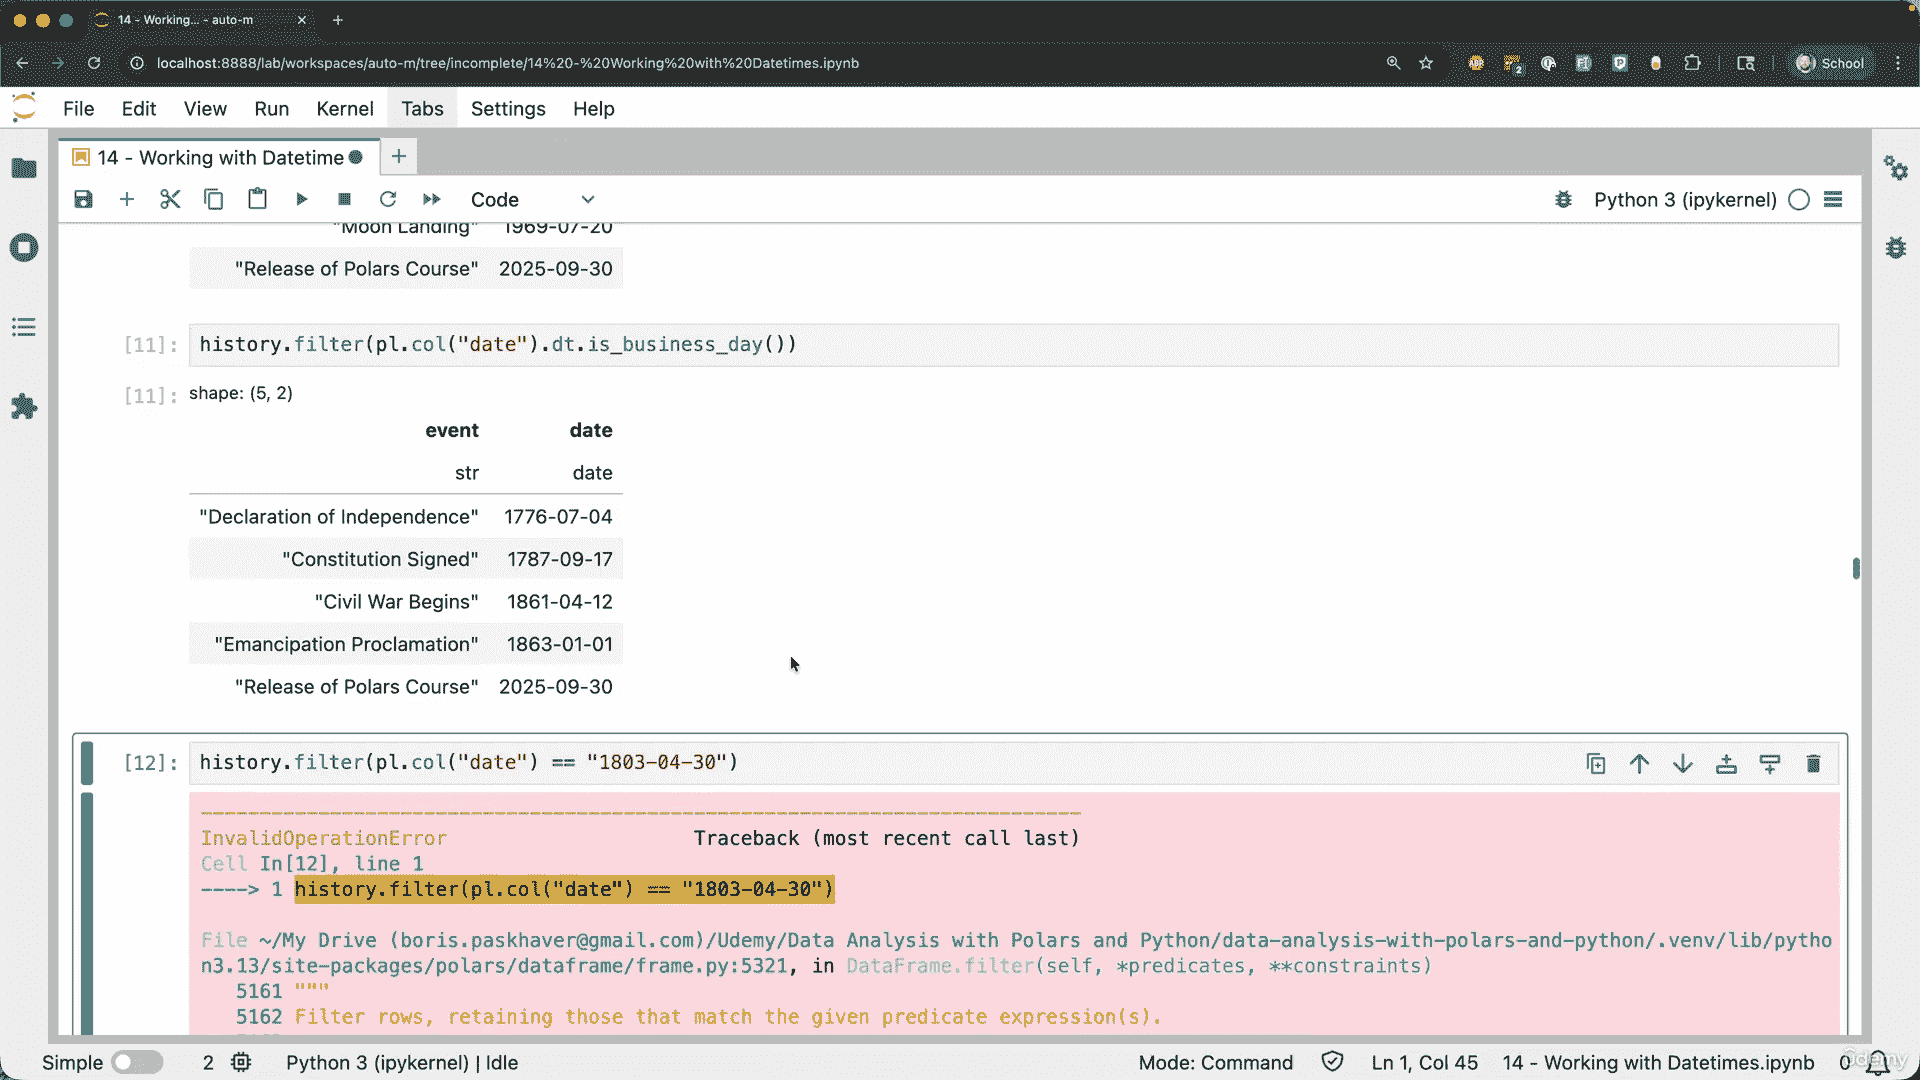 14 - Working... - auto-m
localhost:8888/lab/workspaces/auto-m/tree/incomplete/14%20-%20Working%20with%20Datetimes.ipynb
ABP
2
School
File Edit View Run Kernel Tabs Settings Help
14 - Working with Datetime
Code
Python 3 (ipykernel)
"Moon Landing" 1969-07-20
"Release of Polars Course" 2025-09-30
[11]: history.filter(pl.col("date").dt.is_business_day())
[11]: shape: (5, 2)
event date
str date
"Declaration of Independence" 1776-07-04
"Constitution Signed" 1787-09-17
"Civil War Begins" 1861-04-12
"Emancipation Proclamation" 1863-01-01
"Release of Polars Course" 2025-09-30
[12]: history.filter(pl.col("date") == "1803-04-30")
---------------------------------------------------------------------------
InvalidOperationError Traceback (most recent call last)
Cell In[12], line 1
----> 1 history.filter(pl.col("date") == "1803-04-30")
File ~/My Drive (boris.paskhaver@gmail.com)/Udemy/Data Analysis with Polars and Python/data-analysis-with-polars-and-python/.venv/lib/pytho
n3.13/site-packages/polars/dataframe/frame.py:5321, in DataFrame.filter(self, *predicates, **constraints)
5161 """
5162 Filter rows, retaining those that match the given predicate expression(s).
Simple 2 Python 3 (ipykernel) | Idle Mode: Command Ln 1, Col 45 14 - Working with Datetimes.ipynb 0
Udemy